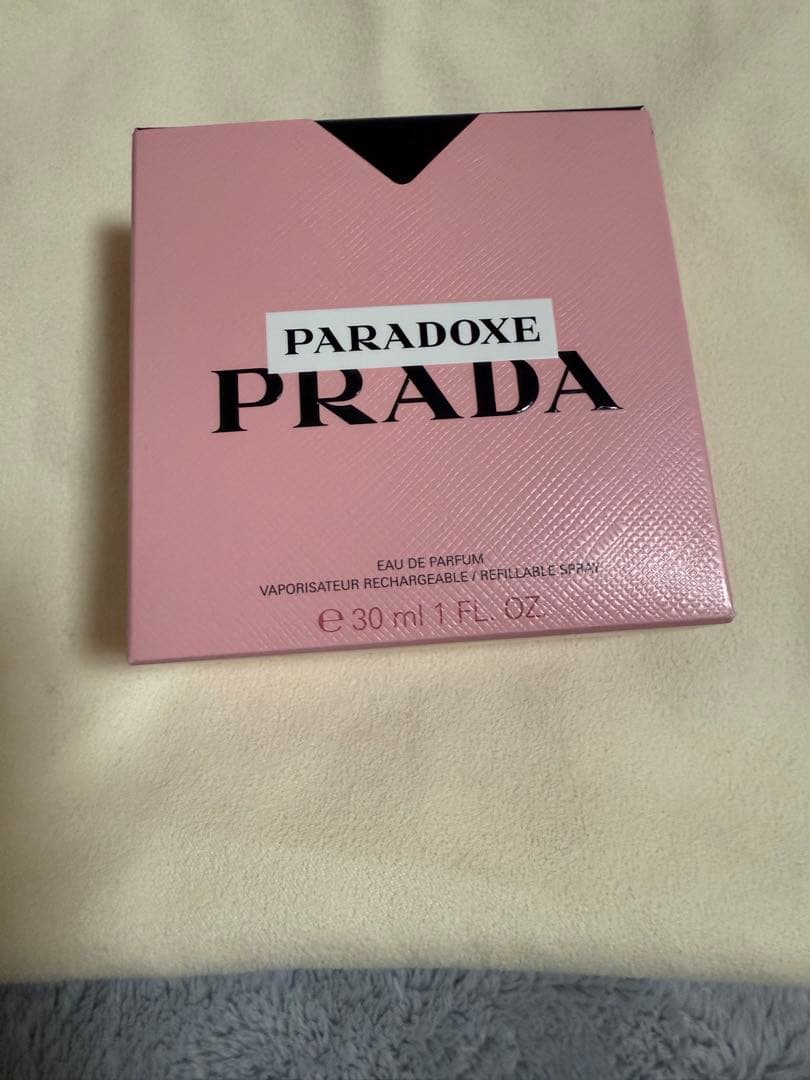 PARADOXE
PRADA
EAU DE PARFUM
VAPORISATEUR RECHARGEABLE / REFILLABLE SPRAY
℮ 30 ml 1 FL. OZ.